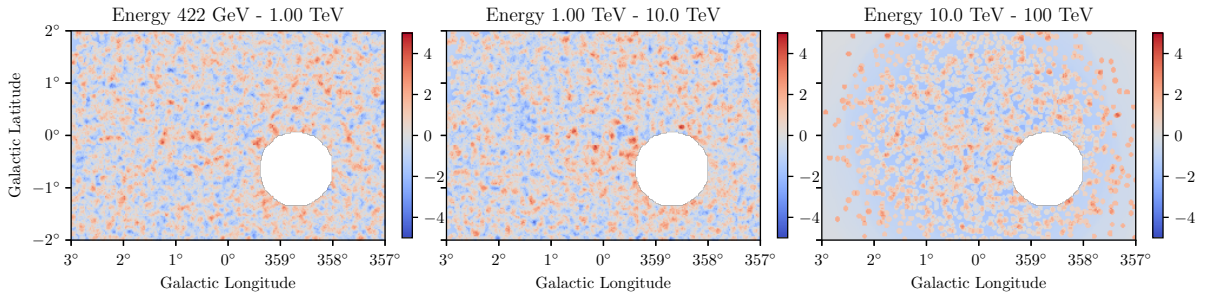 Energy 422 GeV - 1.00 TeV
Energy 1.00 TeV - 10.0 TeV
Energy 10.0 TeV - 100 TeV
Galactic Latitude
2°
1°
0°
−1°
−2°
3° 2° 1° 0° 359° 358° 357°
Galactic Longitude
4
2
0
−2
−4
3° 2° 1° 0° 359° 358° 357°
Galactic Longitude
4
2
0
−2
−4
3° 2° 1° 0° 359° 358° 357°
Galactic Longitude
4
2
0
−2
−4